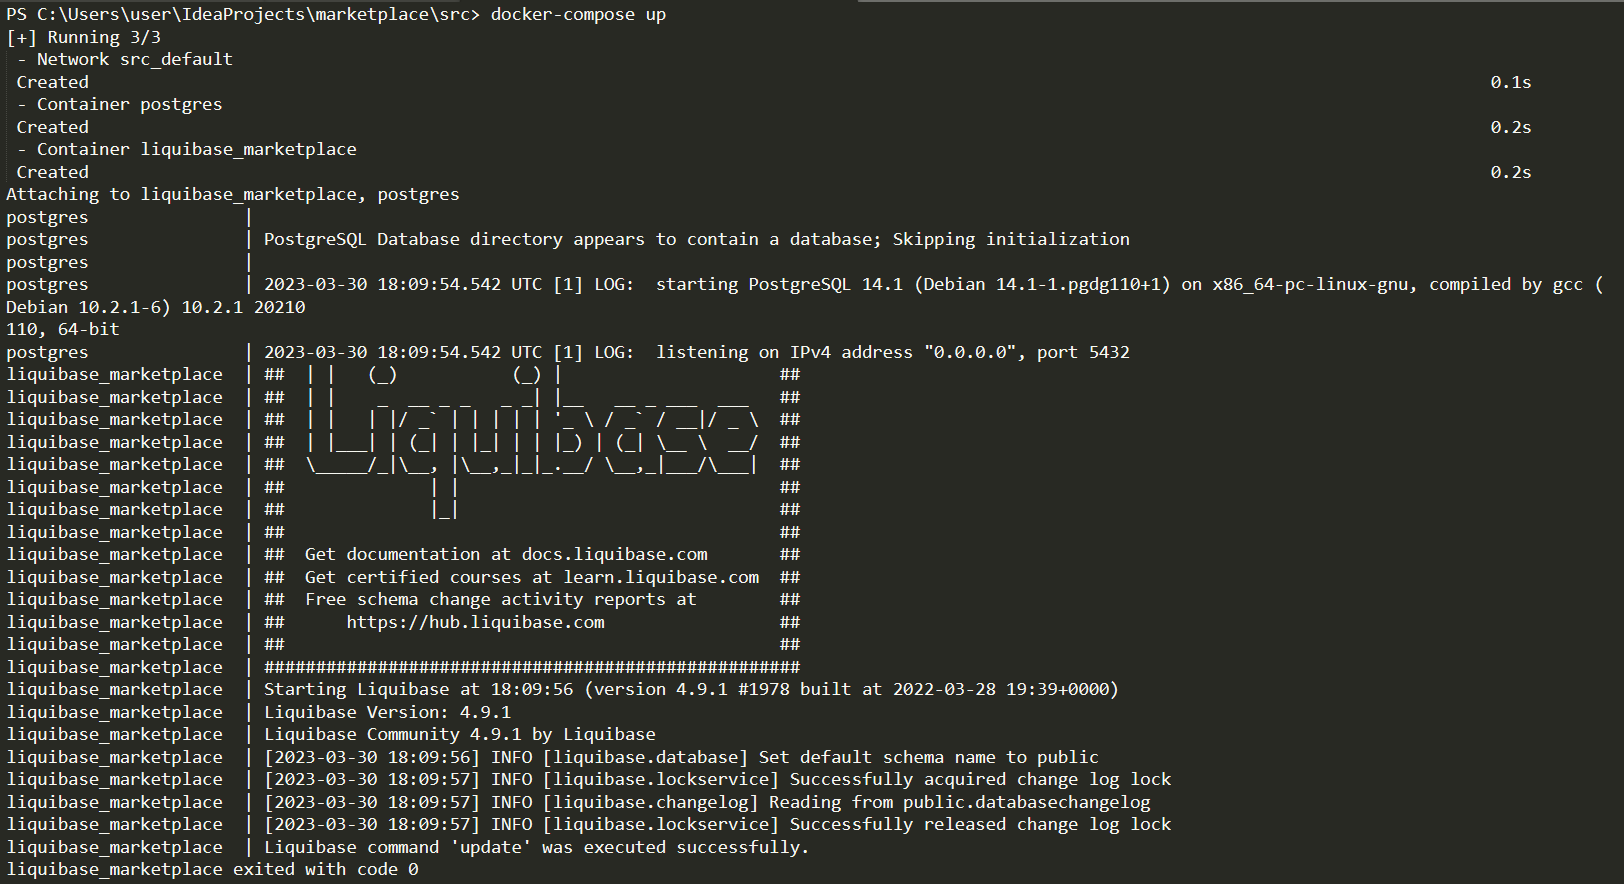 PS C:\Users\user\IdeaProjects\marketplace\src> docker-compose up
[+] Running 3/3
 - Network src_default
 Created 0.1s
 - Container postgres
 Created 0.2s
 - Container liquibase_marketplace
 Created 0.2s
Attaching to liquibase_marketplace, postgres
postgres               |
postgres               | PostgreSQL Database directory appears to contain a database; Skipping initialization
postgres               |
postgres               | 2023-03-30 18:09:54.542 UTC [1] LOG:  starting PostgreSQL 14.1 (Debian 14.1-1.pgdg110+1) on x86_64-pc-linux-gnu, compiled by gcc (
Debian 10.2.1-6) 10.2.1 20210
110, 64-bit
postgres               | 2023-03-30 18:09:54.542 UTC [1] LOG:  listening on IPv4 address "0.0.0.0", port 5432
liquibase_marketplace  | ##  | |   (_)           (_) |                     ##
liquibase_marketplace  | ##  | |    _  __ _ _   _ _| |__   __ _ ___  ___   ##
liquibase_marketplace  | ##  | |   | |/ _` | | | | | '_ \ / _` / __|/ _ \  ##
liquibase_marketplace  | ##  | |___| | (_| | |_| | | |_) | (_| \__ \  __/  ##
liquibase_marketplace  | ##  \_____/_|\__, |\__,_|_|_.__/ \__,_|___/\___|  ##
liquibase_marketplace  | ##              | |                               ##
liquibase_marketplace  | ##              |_|                               ##
liquibase_marketplace  | ##                                                ##
liquibase_marketplace  | ##  Get documentation at docs.liquibase.com       ##
liquibase_marketplace  | ##  Get certified courses at learn.liquibase.com  ##
liquibase_marketplace  | ##  Free schema change activity reports at        ##
liquibase_marketplace  | ##      https://hub.liquibase.com                 ##
liquibase_marketplace  | ##                                                ##
liquibase_marketplace  | ####################################################
liquibase_marketplace  | Starting Liquibase at 18:09:56 (version 4.9.1 #1978 built at 2022-03-28 19:39+0000)
liquibase_marketplace  | Liquibase Version: 4.9.1
liquibase_marketplace  | Liquibase Community 4.9.1 by Liquibase
liquibase_marketplace  | [2023-03-30 18:09:56] INFO [liquibase.database] Set default schema name to public
liquibase_marketplace  | [2023-03-30 18:09:57] INFO [liquibase.lockservice] Successfully acquired change log lock
liquibase_marketplace  | [2023-03-30 18:09:57] INFO [liquibase.changelog] Reading from public.databasechangelog
liquibase_marketplace  | [2023-03-30 18:09:57] INFO [liquibase.lockservice] Successfully released change log lock
liquibase_marketplace  | Liquibase command 'update' was executed successfully.
liquibase_marketplace exited with code 0